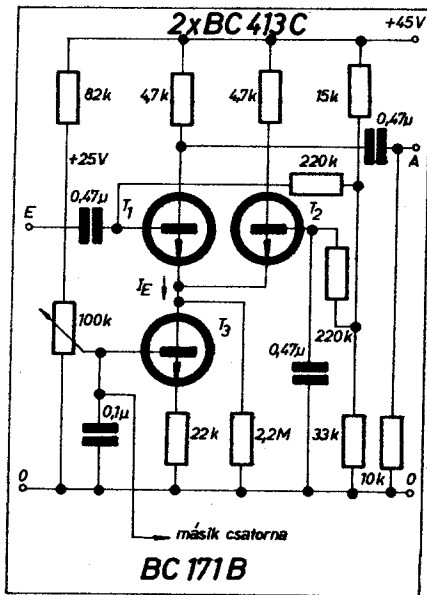 2xBC 413C
+45V
82k
4,7k
4,7k
15k
0,47µ
A
+25V
220k
E
0,47µ
T1
T2
IE
T3
100k
220k
0,47µ
0,1µ
22k
2,2M
33k
10k
0
0
másik csatorna
BC 171B